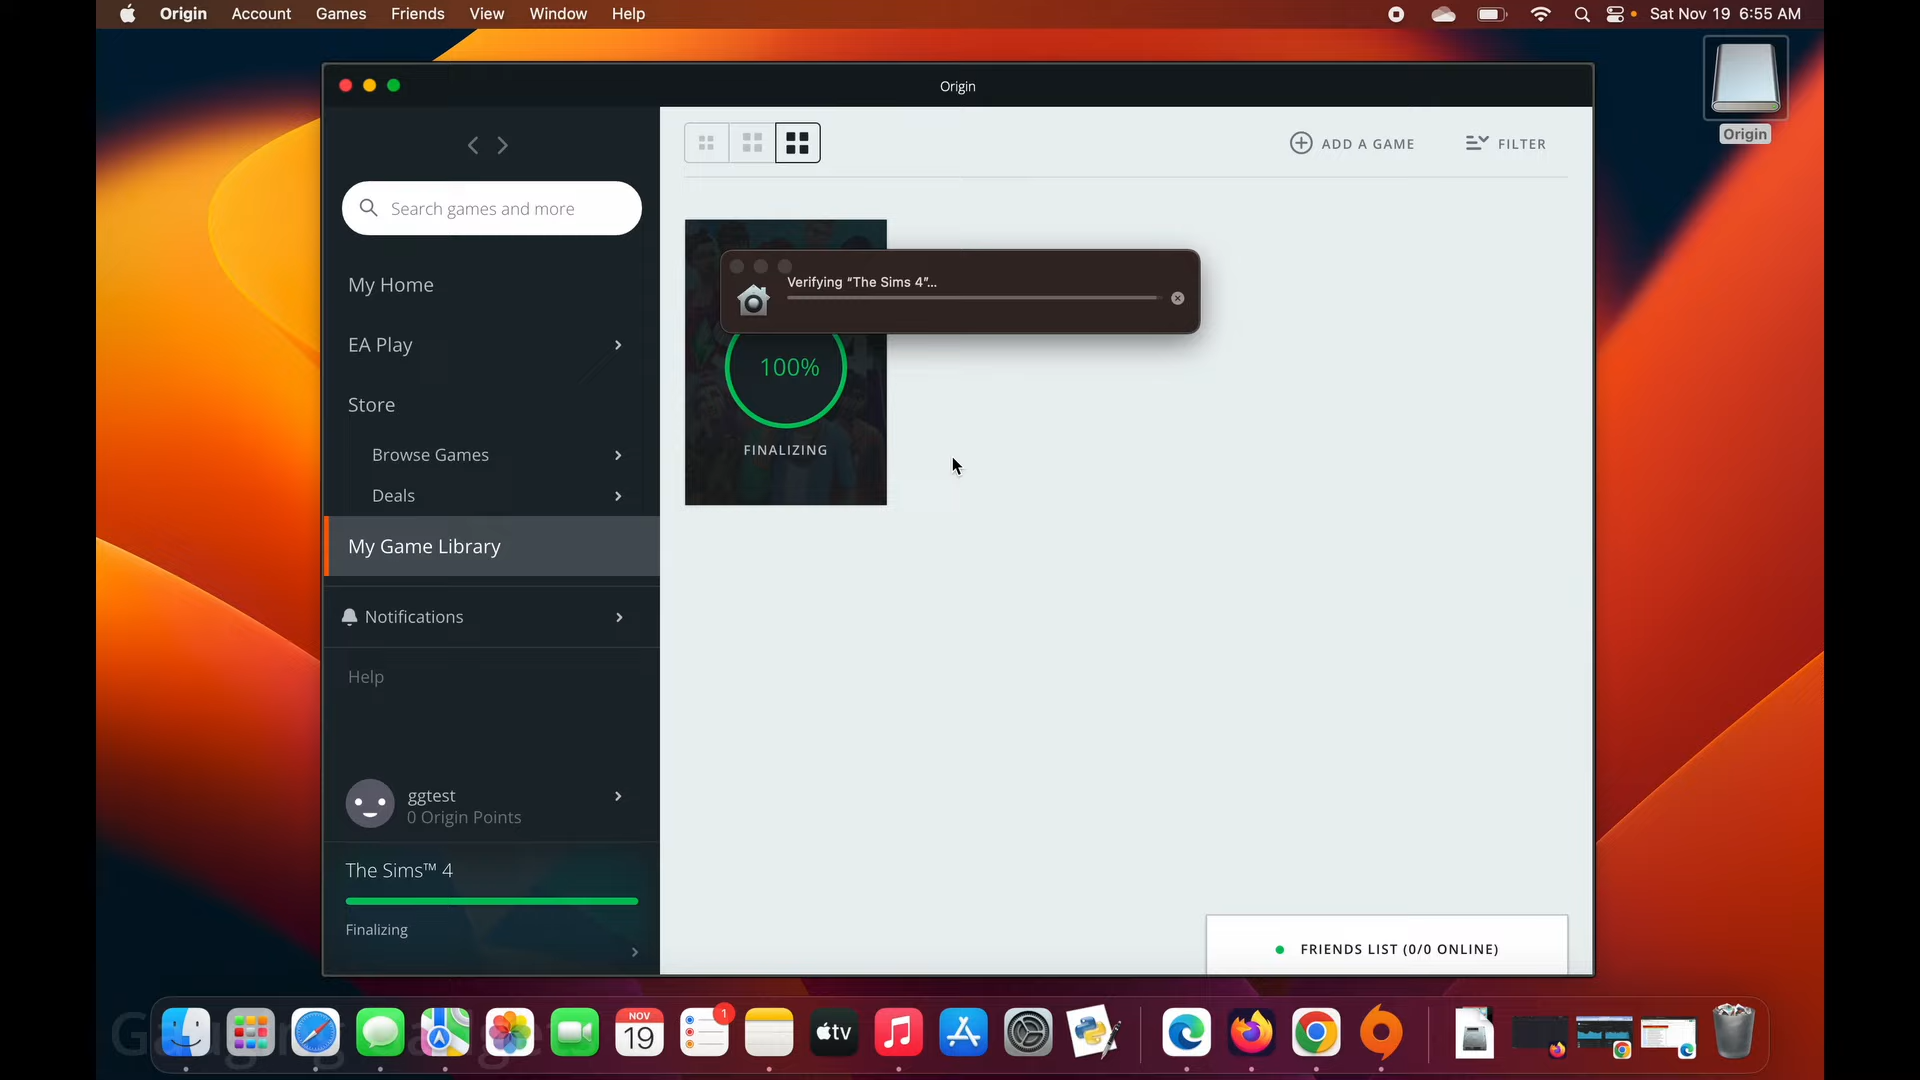 Origin Account Games Friends View Window Help
Sat Nov 19 6:55 AM
Origin
Origin
Search games and more
ADD A GAME
FILTER
My Home
EA Play
Store
Browse Games
Deals
My Game Library
Notifications
Help
ggtest
0 Origin Points
The Sims™ 4
Finalizing
Verifying “The Sims 4”...
100%
FINALIZING
FRIENDS LIST (0/0 ONLINE)
NOV
19
1
tv